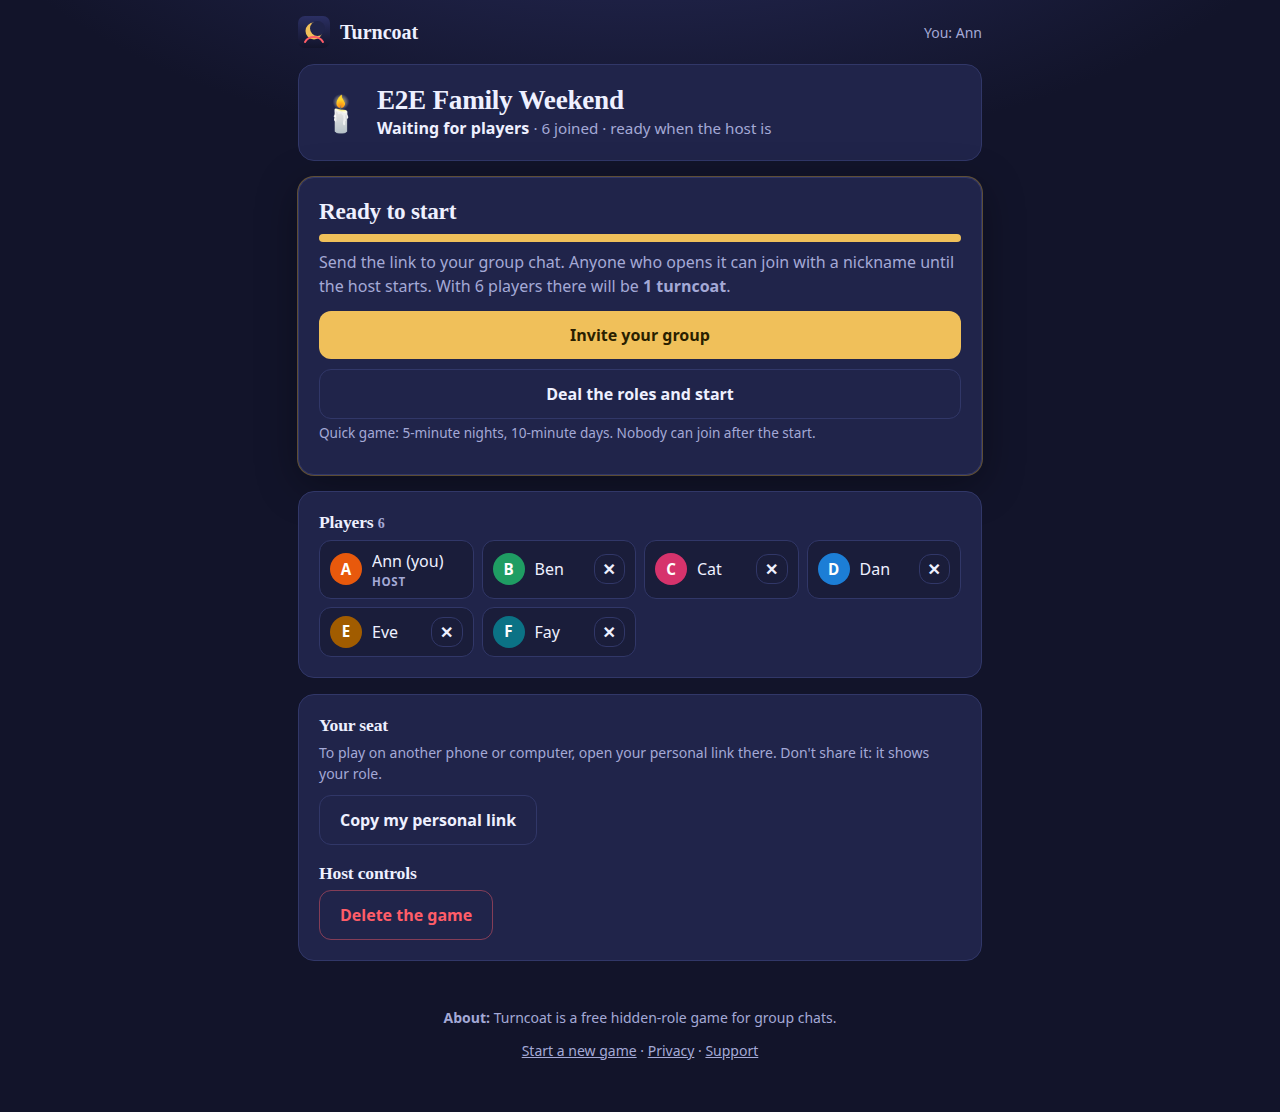 Turncoat
You: Ann
E2E Family Weekend
Waiting for players · 6 joined · ready when the host is
Ready to start
Send the link to your group chat. Anyone who opens it can join with a nickname until
the host starts. With 6 players there will be 1 turncoat.
Invite your group
Deal the roles and start
Quick game: 5-minute nights, 10-minute days. Nobody can join after the start.
Players 6
A Ann (you)
HOST
B Ben ✕
C Cat ✕
D Dan ✕
E Eve ✕
F Fay ✕
Your seat
To play on another phone or computer, open your personal link there. Don't share it: it shows
your role.
Copy my personal link
Host controls
Delete the game
About: Turncoat is a free hidden-role game for group chats.
Start a new game · Privacy · Support